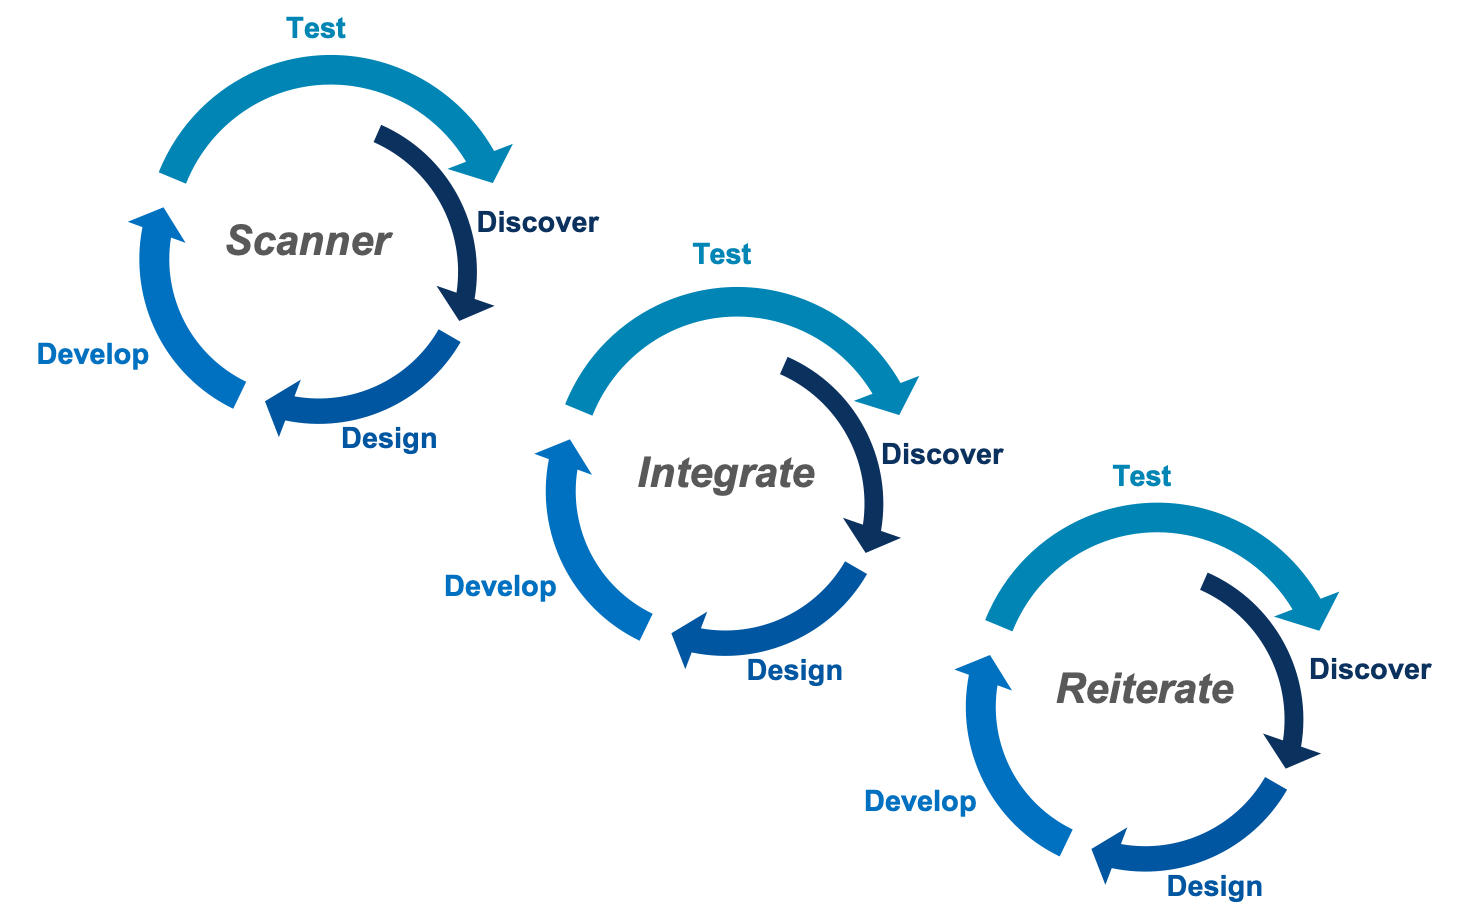 Test
Discover
Scanner
Develop
Design
Test
Discover
Integrate
Develop
Design
Test
Discover
Reiterate
Develop
Design